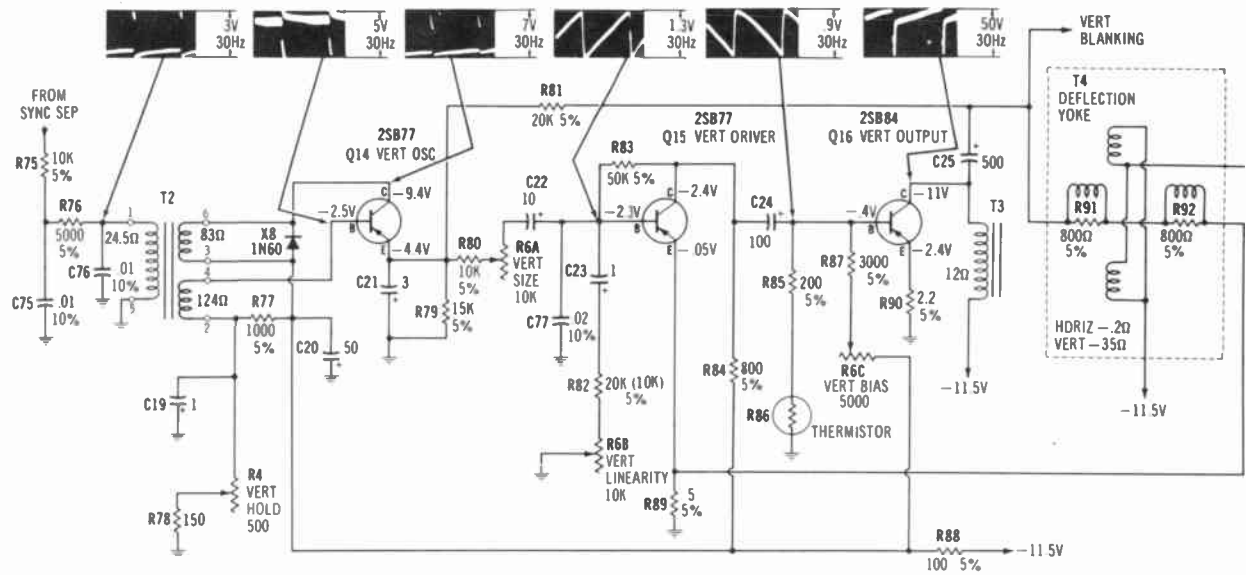 3V
30Hz
5V
30Hz
7V
30Hz
1.3V
30Hz
.9V
30Hz
50V
30Hz
VERT
BLANKING
FROM
SYNC SEP
R75
10K
5%
R76
5000
5%
C76
.01
10%
C75
.01
10%
T2
1
24.5Ω
5
6
83Ω
3
4
124Ω
2
X8
1N60
R77
1000
5%
C20
50
+
C19
1
+
R4
VERT
HOLD
500
R78
150
2SB77
Q14 VERT OSC
C
-9.4V
-2.5V
B
E
-4.4V
C21
3
+
R79
15K
5%
R80
10K
5%
R81
20K 5%
C22
10
+
R6A
VERT
SIZE
10K
C77
.02
10%
C23
1
+
R82
20K (10K)
5%
R6B
VERT
LINEARITY
10K
R83
50K 5%
2SB77
Q15 VERT DRIVER
C
-2.4V
-2.3V
B
E
-.05V
R89
5
5%
R84
800
5%
C24
100
+
R85
200
5%
R86
THERMISTOR
R87
3000
5%
R6C
VERT BIAS
5000
2SB84
Q16 VERT OUTPUT
C
-11V
-.4V
B
E
-2.4V
R90
2.2
5%
C25
500
+
T3
12Ω
-11.5V
R88
100 5%
-11.5V
T4
DEFLECTION
YOKE
R91
800Ω
5%
R92
800Ω
5%
HDRIZ -.2Ω
VERT -35Ω
-11.5V